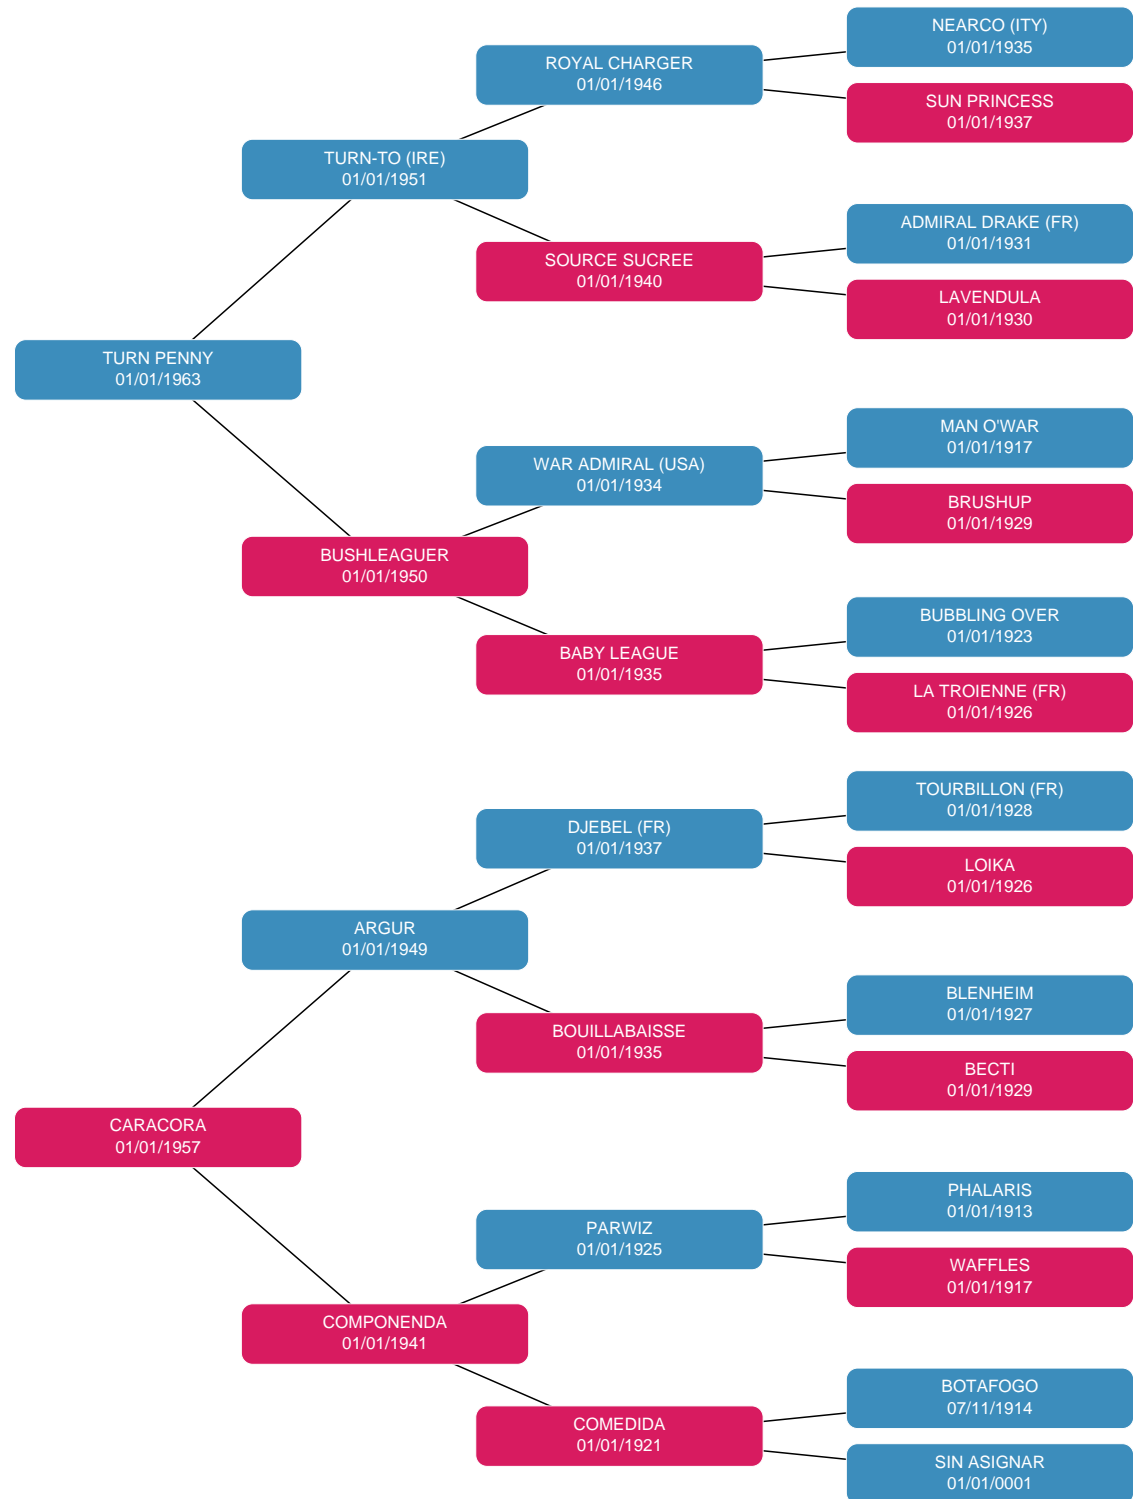 NEARCO (ITY)
01/01/1935
ROYAL CHARGER
01/01/1946
SUN PRINCESS
01/01/1937
TURN-TO (IRE)
01/01/1951
ADMIRAL DRAKE (FR)
01/01/1931
SOURCE SUCREE
01/01/1940
LAVENDULA
01/01/1930
TURN PENNY
01/01/1963
MAN O'WAR
01/01/1917
WAR ADMIRAL (USA)
01/01/1934
BRUSHUP
01/01/1929
BUSHLEAGUER
01/01/1950
BUBBLING OVER
01/01/1923
BABY LEAGUE
01/01/1935
LA TROIENNE (FR)
01/01/1926
TOURBILLON (FR)
01/01/1928
DJEBEL (FR)
01/01/1937
LOIKA
01/01/1926
ARGUR
01/01/1949
BLENHEIM
01/01/1927
BOUILLABAISSE
01/01/1935
BECTI
01/01/1929
CARACORA
01/01/1957
PHALARIS
01/01/1913
PARWIZ
01/01/1925
WAFFLES
01/01/1917
COMPONENDA
01/01/1941
BOTAFOGO
07/11/1914
COMEDIDA
01/01/1921
SIN ASIGNAR
01/01/0001